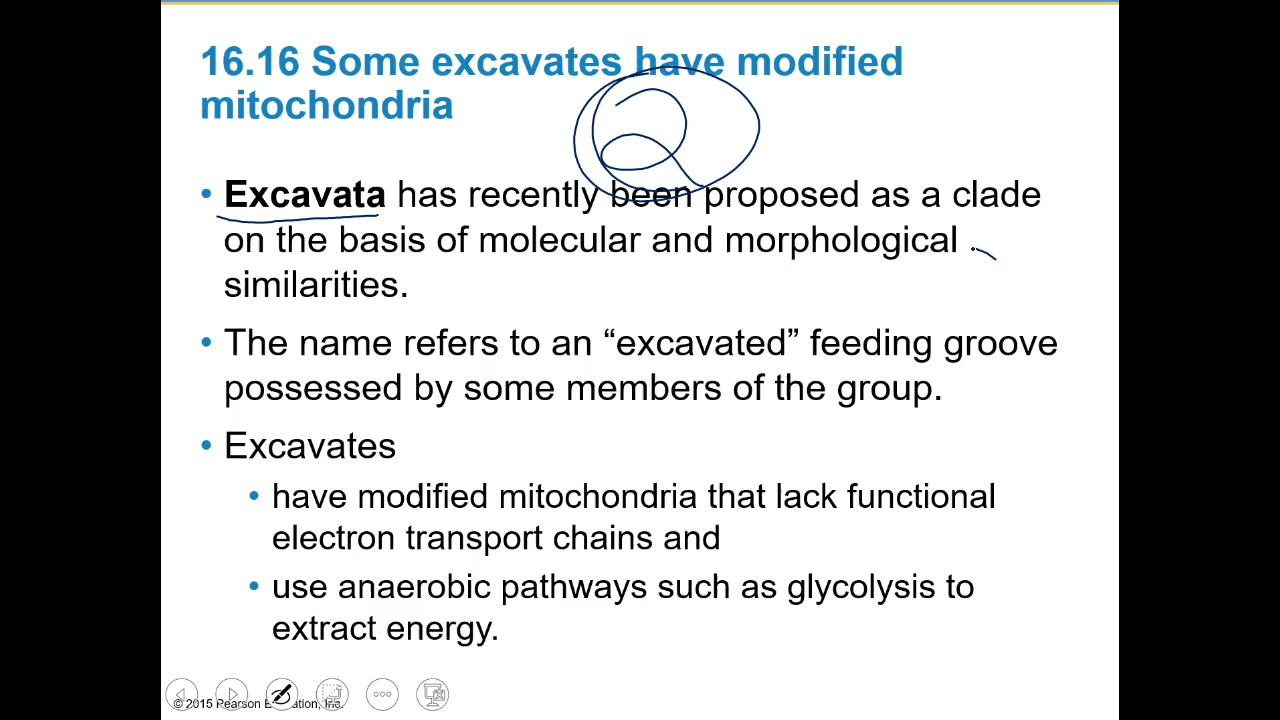 16.16 Some excavates have modified
mitochondria
• Excavata has recently been proposed as a clade
on the basis of molecular and morphological
similarities.
• The name refers to an “excavated” feeding groove
possessed by some members of the group.
• Excavates
• have modified mitochondria that lack functional
electron transport chains and
• use anaerobic pathways such as glycolysis to
extract energy.
© 2015 Pearson Inc.